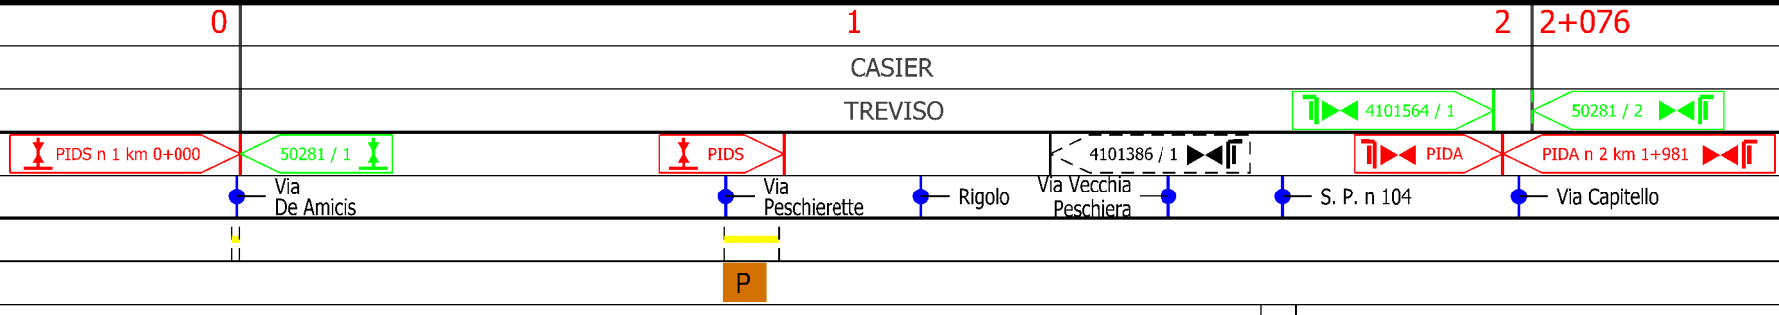 0 1 2 2+076
CASIER
TREVISO
4101564 / 1 50281 / 2
PIDS n 1 km 0+000 50281 / 1 PIDS 4101386 / 1 PIDA PIDA n 2 km 1+981
Via
De Amicis
Via
Peschierette
Rigolo
Via Vecchia
Peschiera
S. P. n 104
Via Capitello
P